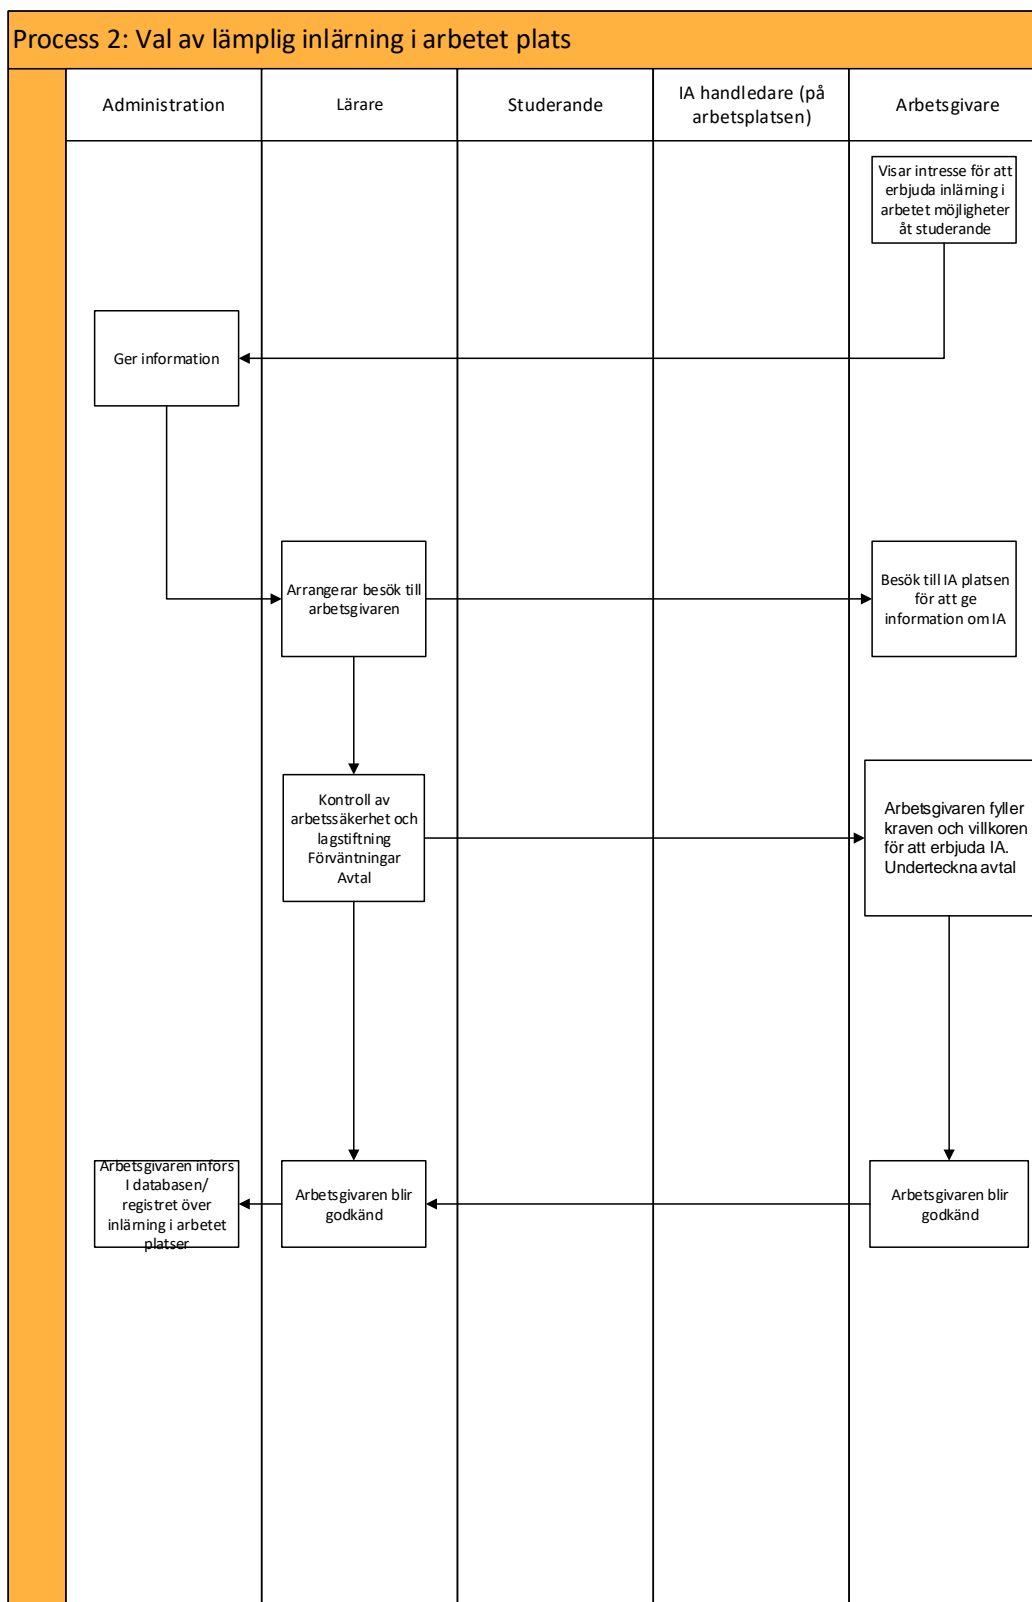 Process 2: Val av lämplig inlärning i arbetet plats
Administration
Lärare
Studerande
IA handledare (på
arbetsplatsen)
Arbetsgivare
Visar intresse för att
erbjuda inlärning i
arbetet möjligheter
åt studerande
Ger information
Arrangerar besök till
arbetsgivaren
Besök till IA platsen
för att ge
information om IA
Kontroll av
arbetssäkerhet och
lagstiftning
Förväntningar
Avtal
Arbetsgivaren fyller
kraven och villkoren
för att erbjuda IA.
Underteckna avtal
Arbetsgivaren införs
I databasen/
registret över
inlärning i arbetet
platser
Arbetsgivaren blir
godkänd
Arbetsgivaren blir
godkänd